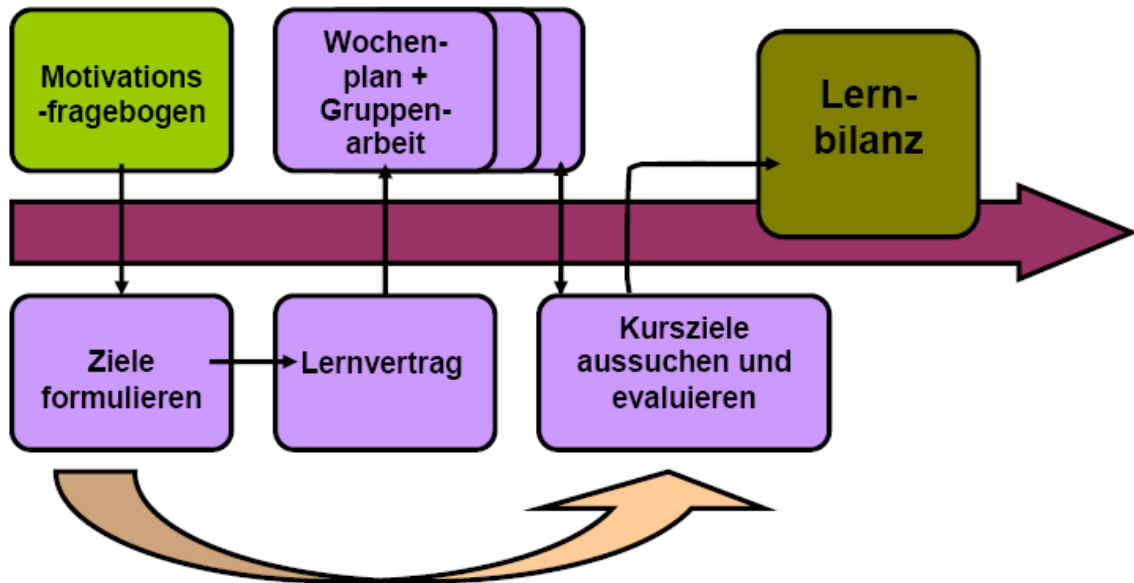 Motivations
-fragebogen
Wochen-
plan +
Gruppen-
arbeit
Lern-
bilanz
Ziele
formulieren
Lernvertrag
Kursziele
aussuchen und
evaluieren